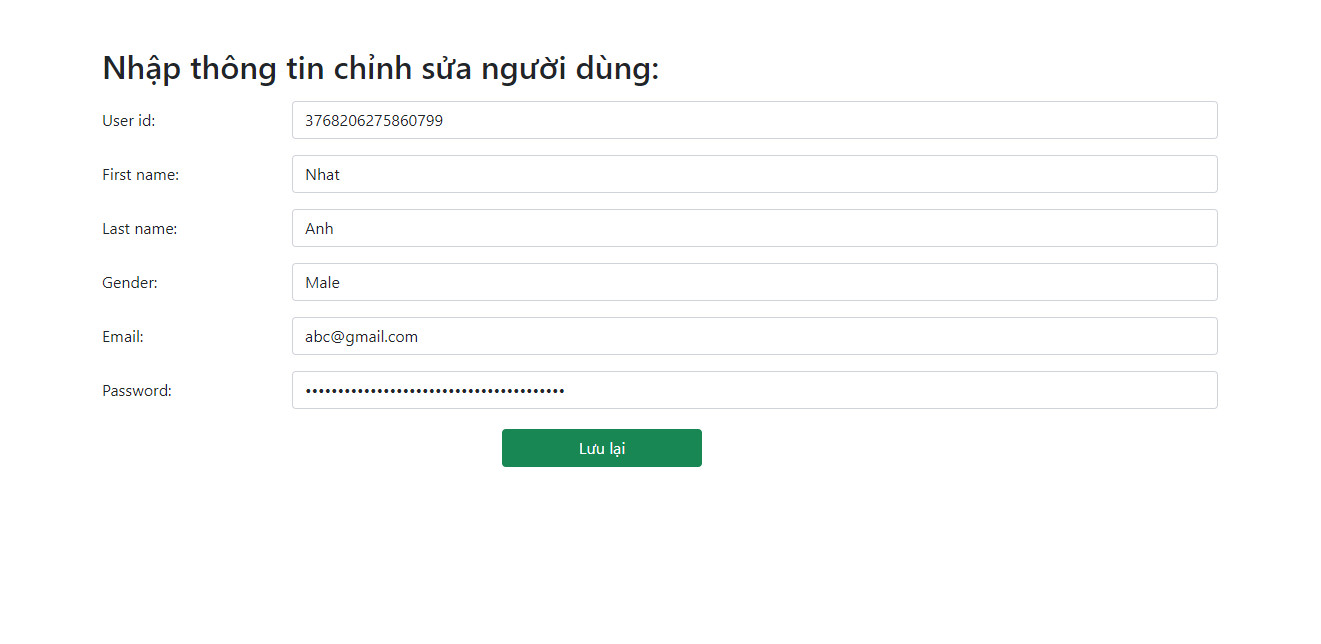 Nhập thông tin chỉnh sửa người dùng:
User id: 3768206275860799
First name: Nhat
Last name: Anh
Gender: Male
Email: abc@gmail.com
Password: ••••••••••••••••••••••••••••••••••••••••
Lưu lại